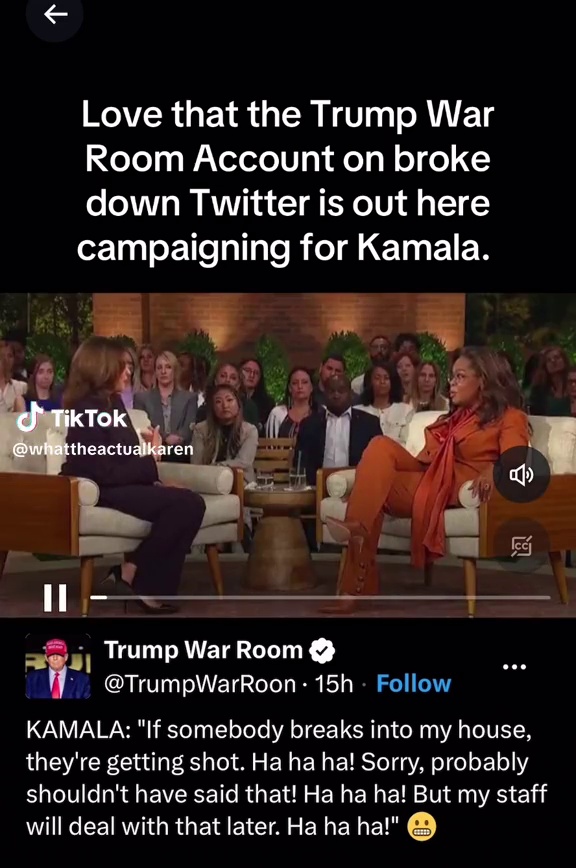 Love that the Trump War
Room Account on broke
down Twitter is out here
campaigning for Kamala.
TikTok
@whattheactualkaren
CC
Trump War Room
@TrumpWarRoon · 15h · Follow
KAMALA: "If somebody breaks into my house,
they're getting shot. Ha ha ha! Sorry, probably
shouldn't have said that! Ha ha ha! But my staff
will deal with that later. Ha ha ha!" 😬